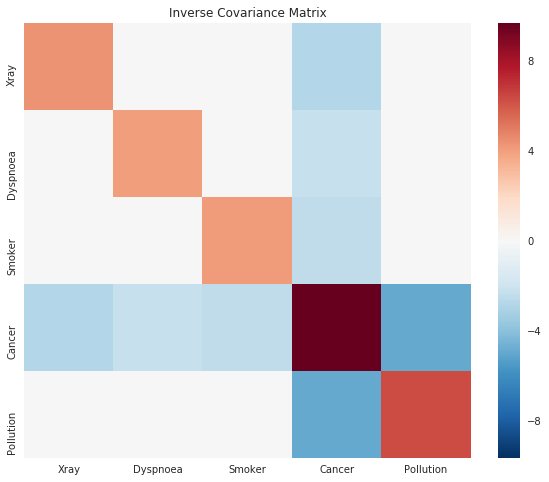 Inverse Covariance Matrix
Xray
Dyspnoea
Smoker
Cancer
Pollution
Xray Dyspnoea Smoker Cancer Pollution
8
4
0
−4
−8